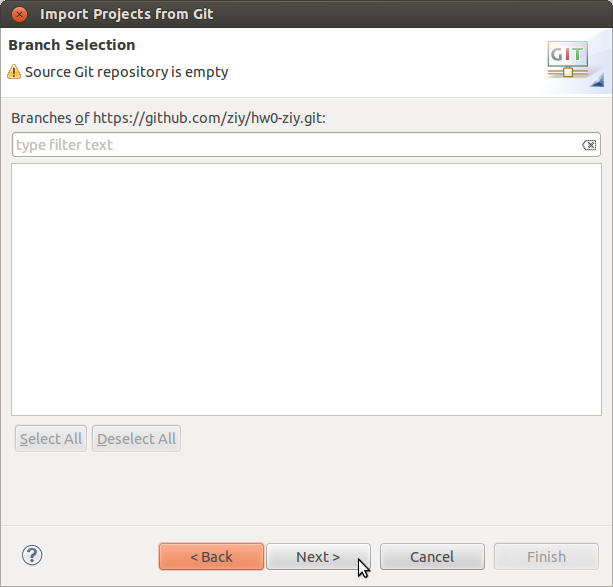 Import Projects from Git
Branch Selection
Source Git repository is empty
GIT
Branches of https://github.com/ziy/hw0-ziy.git:
type filter text
Select All Deselect All
? < Back Next > Cancel Finish